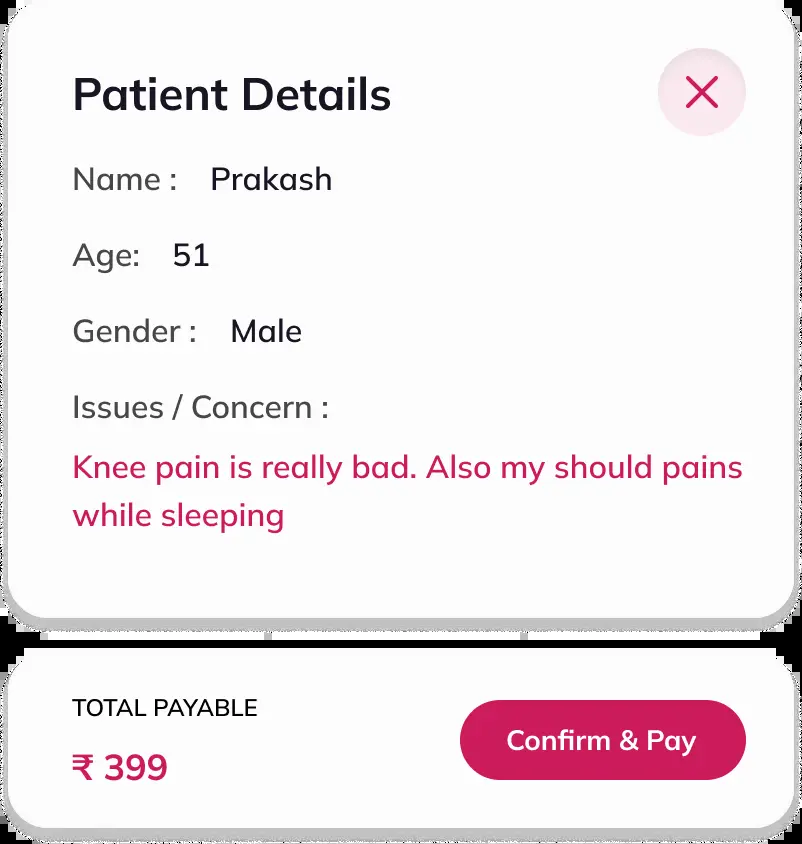 Patient Details
Name : Prakash
Age: 51
Gender : Male
Issues / Concern :
Knee pain is really bad. Also my should pains
while sleeping
TOTAL PAYABLE
₹ 399
Confirm & Pay